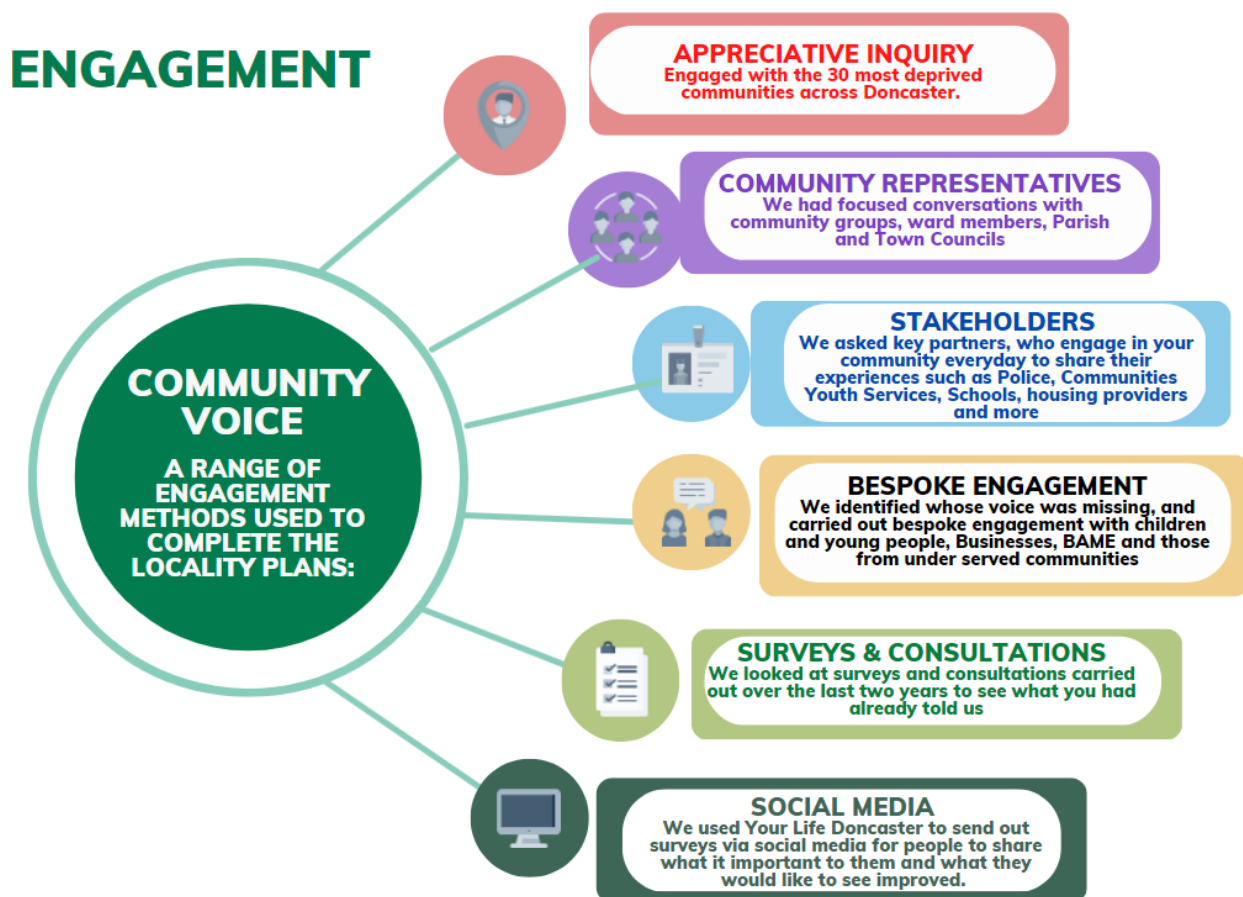 ENGAGEMENT
APPRECIATIVE INQUIRY
Engaged with the 30 most deprived
communities across Doncaster.
COMMUNITY REPRESENTATIVES
We had focused conversations with
community groups, ward members, Parish
and Town Councils
STAKEHOLDERS
We asked key partners, who engage in your
community everyday to share their
experiences such as Police, Communities
Youth Services, Schools, housing providers
and more
COMMUNITY
VOICE
A RANGE OF
ENGAGEMENT
METHODS USED TO
COMPLETE THE
LOCALITY PLANS:
BESPOKE ENGAGEMENT
We identified whose voice was missing, and
carried out bespoke engagement with children
and young people, Businesses, BAME and those
from under served communities
SURVEYS & CONSULTATIONS
We looked at surveys and consultations carried
out over the last two years to see what you had
already told us
SOCIAL MEDIA
We used Your Life Doncaster to send out
surveys via social media for people to share
what it important to them and what they
would like to see improved.